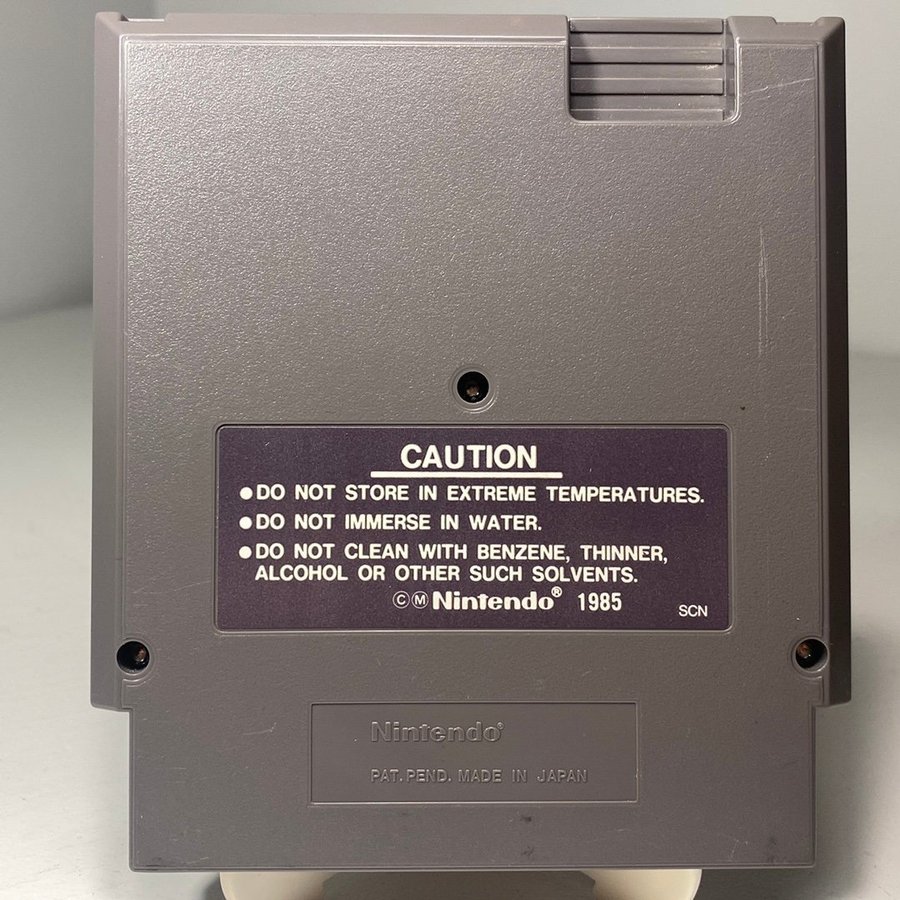 CAUTION
●DO NOT STORE IN EXTREME TEMPERATURES.
●DO NOT IMMERSE IN WATER.
●DO NOT CLEAN WITH BENZENE, THINNER,
ALCOHOL OR OTHER SUCH SOLVENTS.
ⒸⓂNintendo® 1985
SCN
Nintendo®
PAT. PEND. MADE IN JAPAN